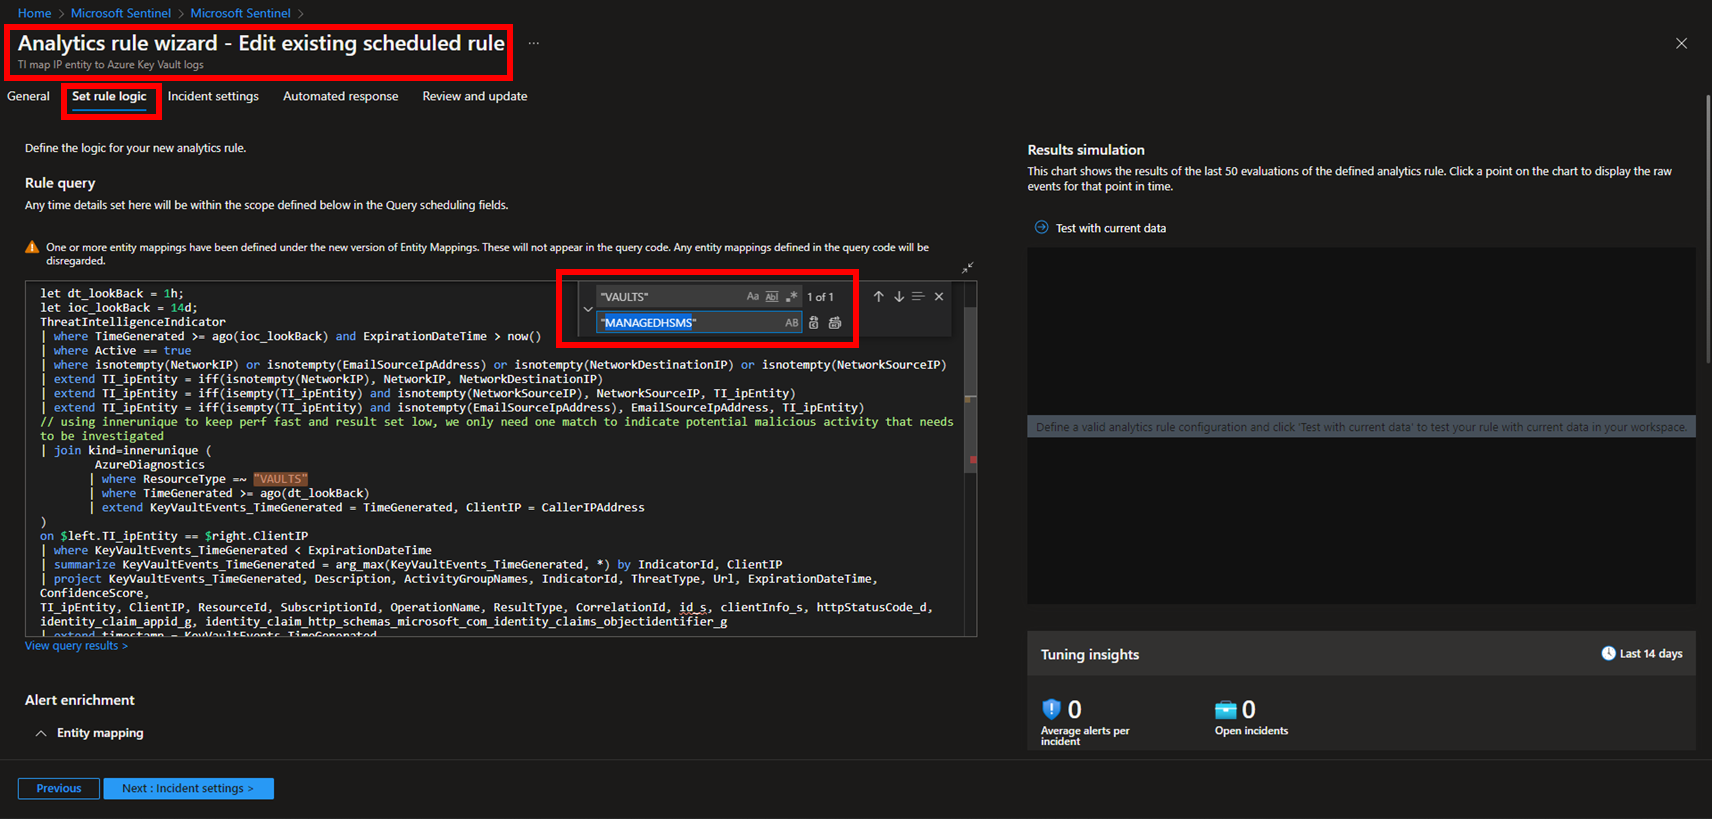 Home > Microsoft Sentinel > Microsoft Sentinel >
Analytics rule wizard - Edit existing scheduled rule ...
TI map IP entity to Azure Key Vault logs
General Set rule logic Incident settings Automated response Review and update
Define the logic for your new analytics rule.
Rule query
Any time details set here will be within the scope defined below in the Query scheduling fields.
One or more entity mappings have been defined under the new version of Entity Mappings. These will not appear in the query code. Any entity mappings defined in the query code will be
disregarded.
"VAULTS" Aa Abl .* 1 of 1
"MANAGEDHSMS" AB
let dt_lookBack = 1h;
let ioc_lookBack = 14d;
ThreatIntelligenceIndicator
| where TimeGenerated >= ago(ioc_lookBack) and ExpirationDateTime > now()
| where Active == true
| where isnotempty(NetworkIP) or isnotempty(EmailSourceIpAddress) or isnotempty(NetworkDestinationIP) or isnotempty(NetworkSourceIP)
| extend TI_ipEntity = iff(isnotempty(NetworkIP), NetworkIP, NetworkDestinationIP)
| extend TI_ipEntity = iff(isempty(TI_ipEntity) and isnotempty(NetworkSourceIP), NetworkSourceIP, TI_ipEntity)
| extend TI_ipEntity = iff(isempty(TI_ipEntity) and isnotempty(EmailSourceIpAddress), EmailSourceIpAddress, TI_ipEntity)
// using innerunique to keep perf fast and result set low, we only need one match to indicate potential malicious activity that needs
to be investigated
| join kind=innerunique (
AzureDiagnostics
| where ResourceType =~ "VAULTS"
| where TimeGenerated >= ago(dt_lookBack)
| extend KeyVaultEvents_TimeGenerated = TimeGenerated, ClientIP = CallerIPAddress
)
on $left.TI_ipEntity == $right.ClientIP
| where KeyVaultEvents_TimeGenerated < ExpirationDateTime
| summarize KeyVaultEvents_TimeGenerated = arg_max(KeyVaultEvents_TimeGenerated, *) by IndicatorId, ClientIP
| project KeyVaultEvents_TimeGenerated, Description, ActivityGroupNames, IndicatorId, ThreatType, Url, ExpirationDateTime,
ConfidenceScore,
TI_ipEntity, ClientIP, ResourceId, SubscriptionId, OperationName, ResultType, CorrelationId, id_s, clientInfo_s, httpStatusCode_d,
identity_claim_appid_g, identity_claim_http_schemas_microsoft_com_identity_claims_objectidentifier_g
| extend timestamp = KeyVaultEvents_TimeGenerated
View query results >
Alert enrichment
Entity mapping
Previous Next : Incident settings >
Results simulation
This chart shows the results of the last 50 evaluations of the defined analytics rule. Click a point on the chart to display the raw
events for that point in time.
Test with current data
Define a valid analytics rule configuration and click 'Test with current data' to test your rule with current data in your workspace.
Tuning insights Last 14 days
0 0
Average alerts per
incident
Open incidents